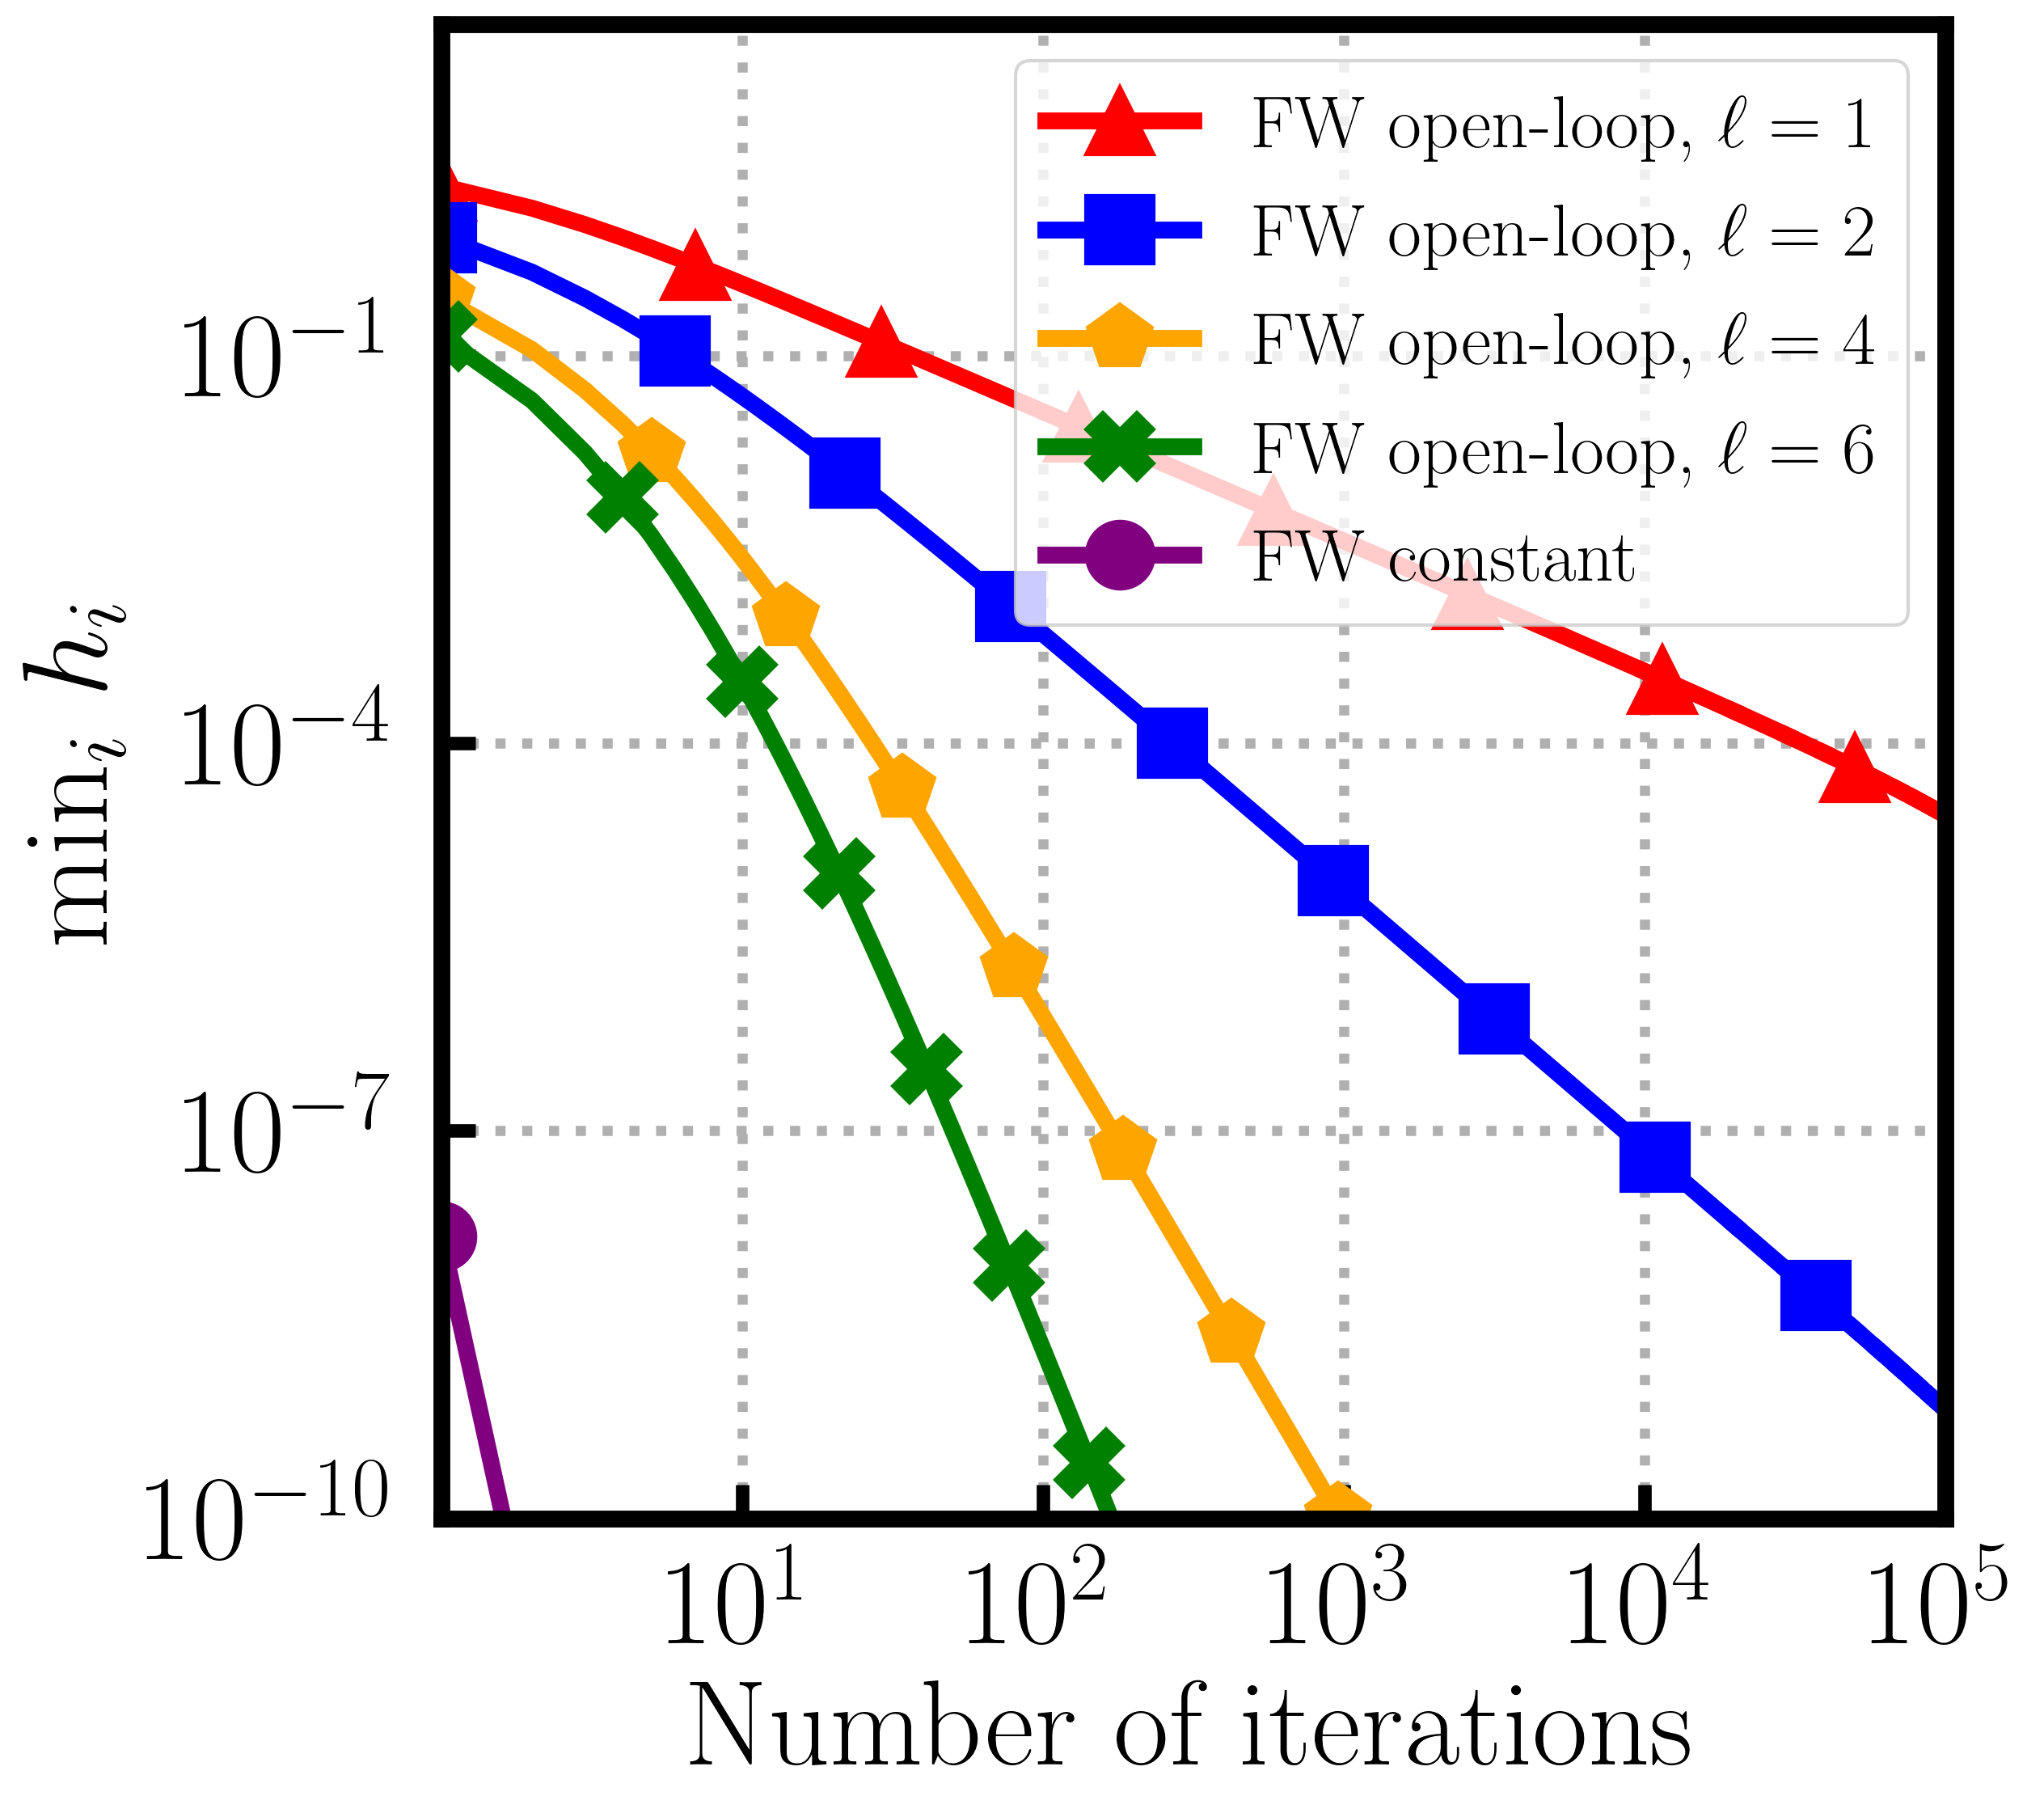 FW open-loop, ℓ = 1
FW open-loop, ℓ = 2
FW open-loop, ℓ = 4
FW open-loop, ℓ = 6
FW constant
min_i h_i
10^{-1}
10^{-4}
10^{-7}
10^{-10}
10^1 10^2 10^3 10^4 10^5
Number of iterations